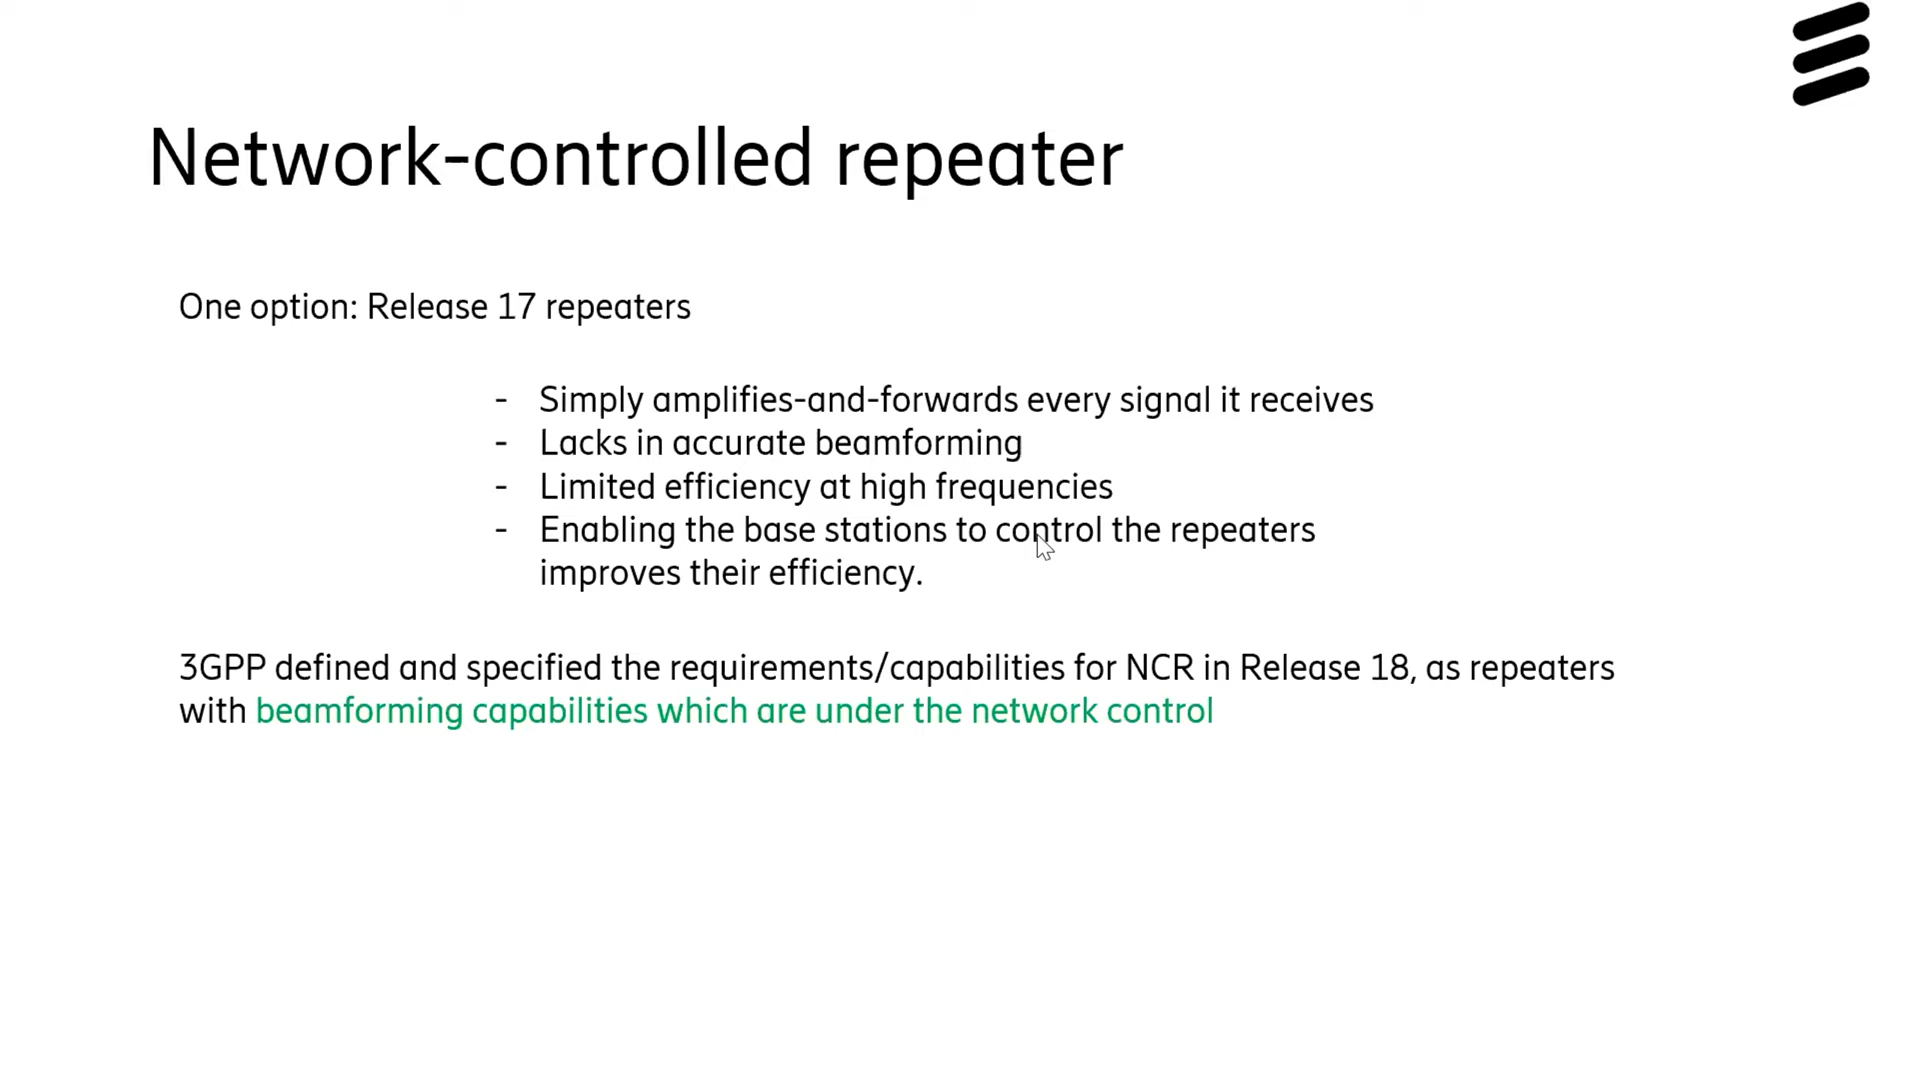 Network-controlled repeater
One option: Release 17 repeaters
- Simply amplifies-and-forwards every signal it receives
- Lacks in accurate beamforming
- Limited efficiency at high frequencies
- Enabling the base stations to control the repeaters
improves their efficiency.
3GPP defined and specified the requirements/capabilities for NCR in Release 18, as repeaters
with beamforming capabilities which are under the network control